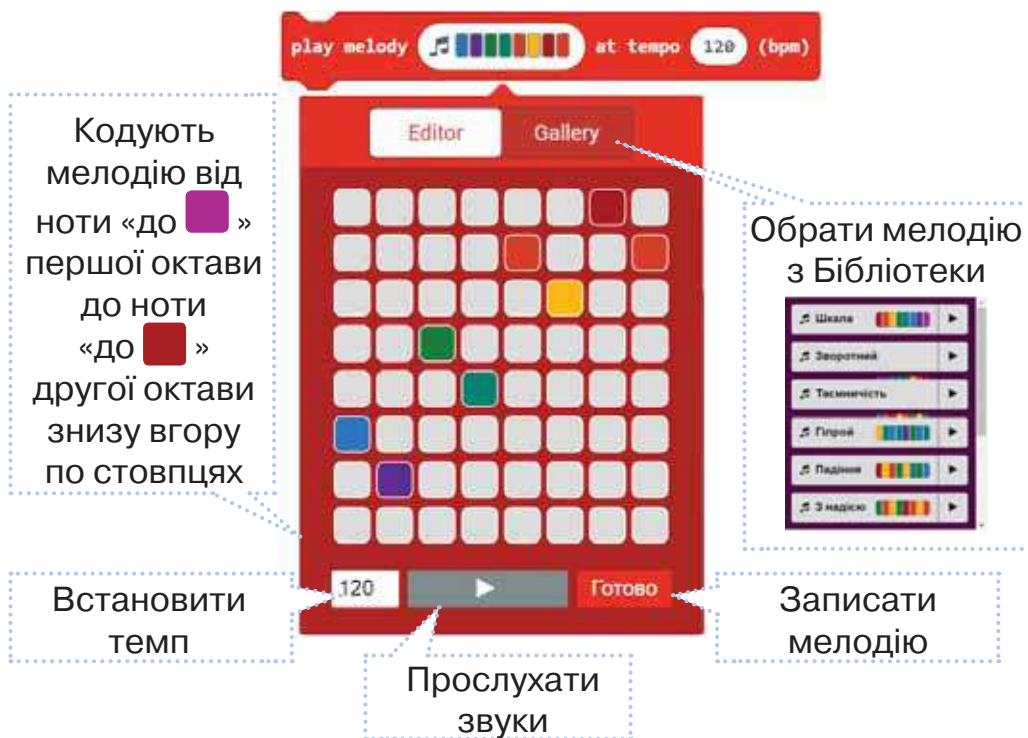 play melody at tempo 120 (bpm)
Editor Gallery
Кодують
мелодію від
ноти «до »
першої октави
до ноти
«до »
другої октави
знизу вгору
по стовпцях
Обрати мелодію
з Бібліотеки
Шкала
Зворотний
Таємничість
Гіпрой
Падіння
З надією
120 Готово
Встановити
темп
Прослухати
звуки
Записати
мелодію